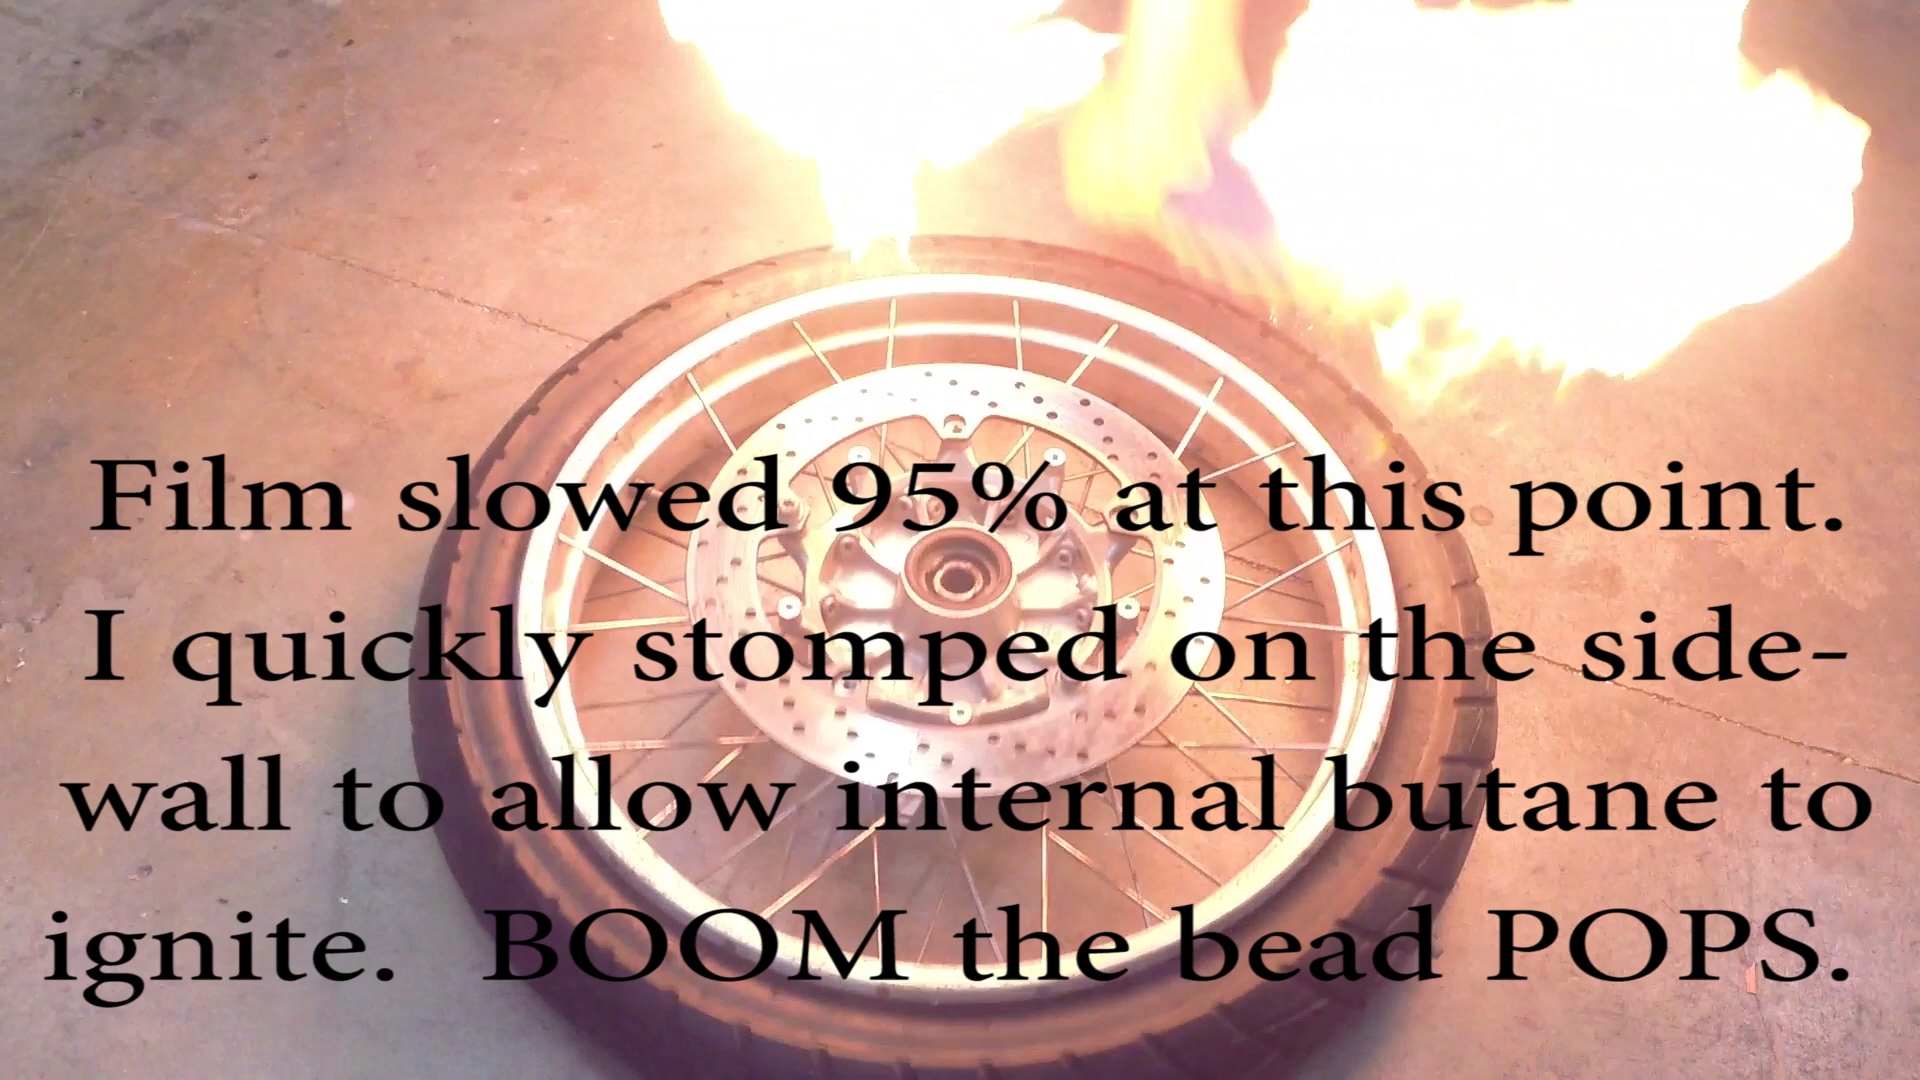 Film slowed 95% at this point.
I quickly stomped on the side-
wall to allow internal butane to
ignite.  BOOM the bead POPS.